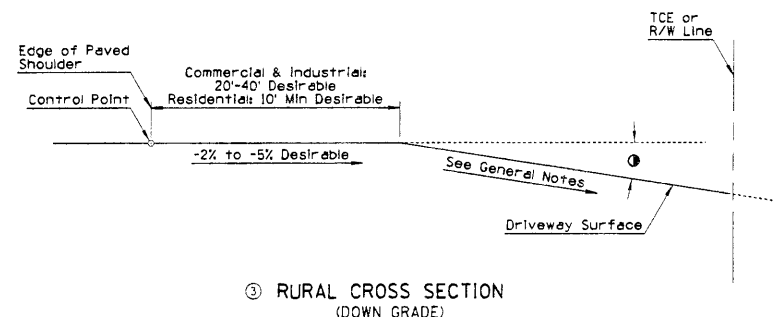 TCE or
R/W Line
Edge of Paved
Shoulder
Commercial & Industrial:
20'-40' Desirable
Residential: 10' Min Desirable
Control Point
-2% to -5% Desirable
See General Notes
Driveway Surface
③ RURAL CROSS SECTION
(DOWN GRADE)